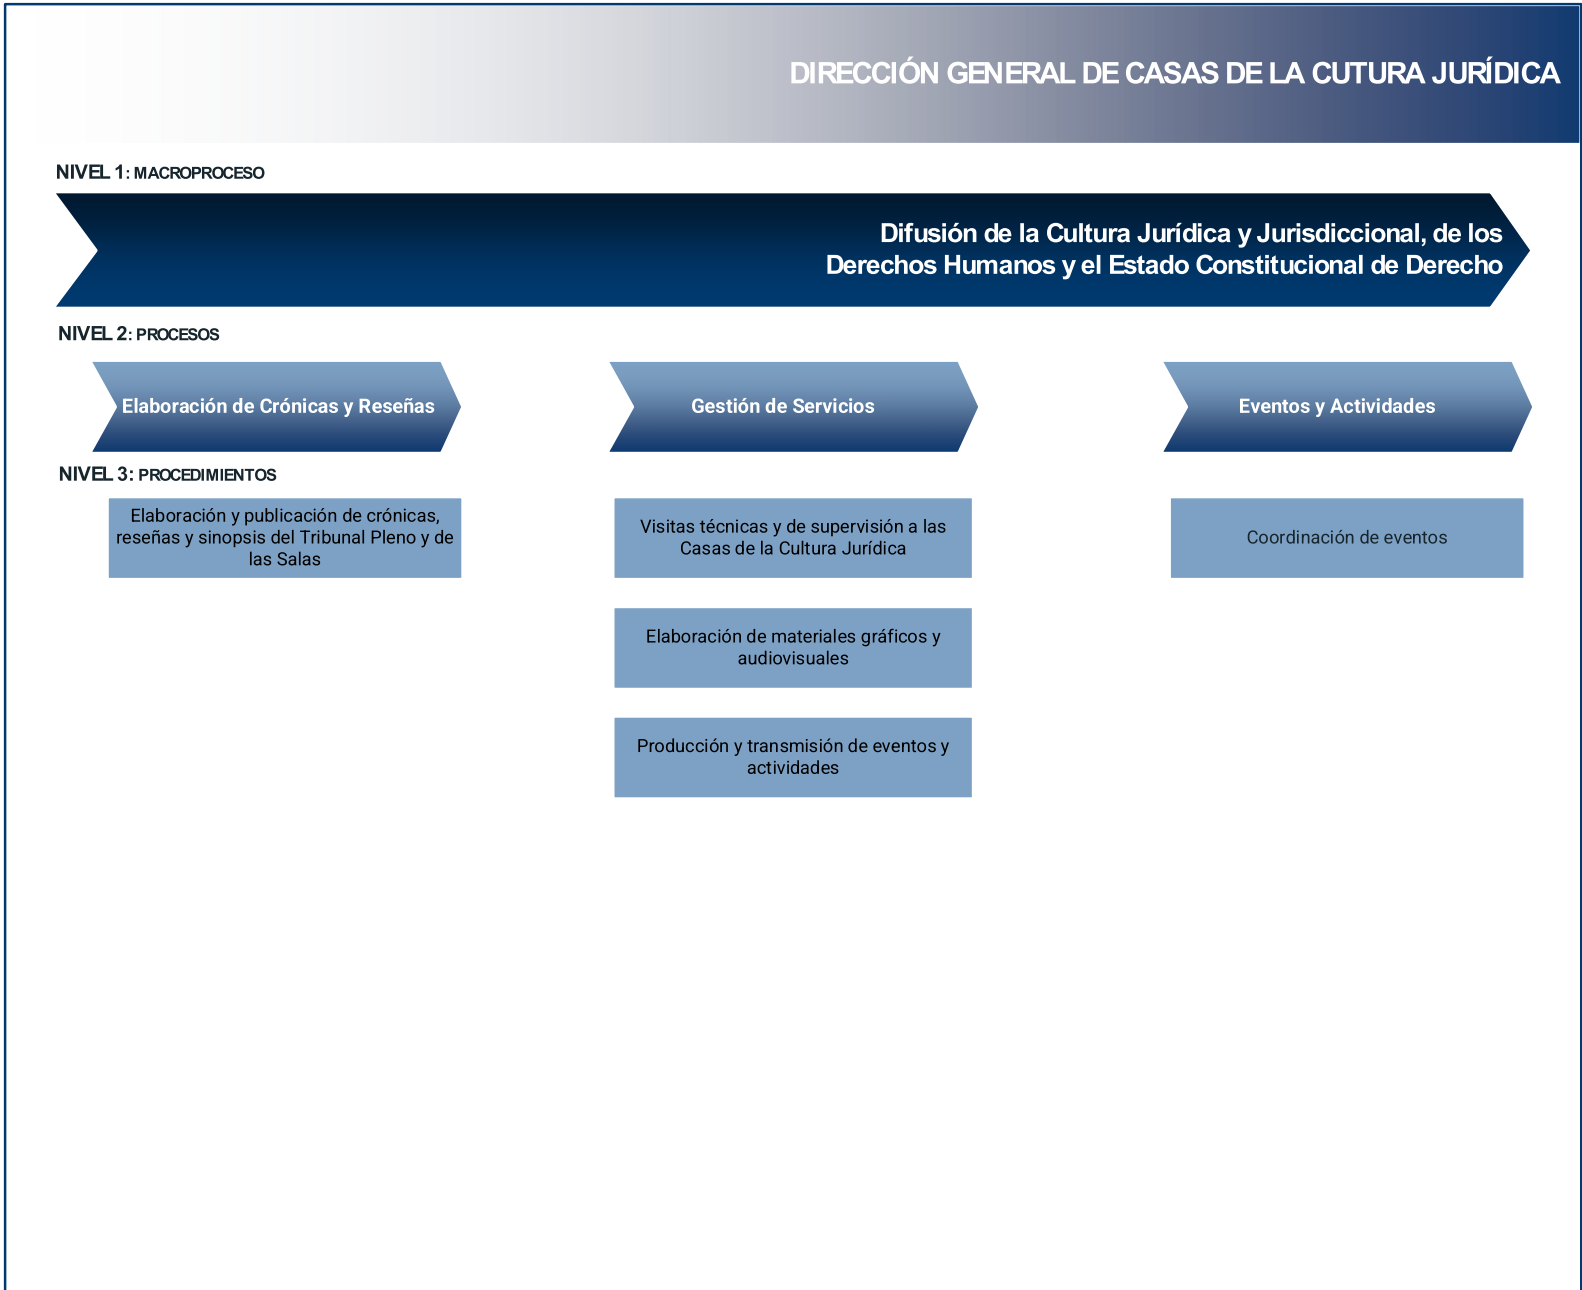 DIRECCIÓN GENERAL DE CASAS DE LA CUTURA JURÍDICA
NIVEL 1: MACROPROCESO
Difusión de la Cultura Jurídica y Jurisdiccional, de los
Derechos Humanos y el Estado Constitucional de Derecho
NIVEL 2: PROCESOS
Elaboración de Crónicas y Reseñas
Gestión de Servicios
Eventos y Actividades
NIVEL 3: PROCEDIMIENTOS
Elaboración y publicación de crónicas,
reseñas y sinopsis del Tribunal Pleno y de
las Salas
Visitas técnicas y de supervisión a las
Casas de la Cultura Jurídica
Coordinación de eventos
Elaboración de materiales gráficos y
audiovisuales
Producción y transmisión de eventos y
actividades